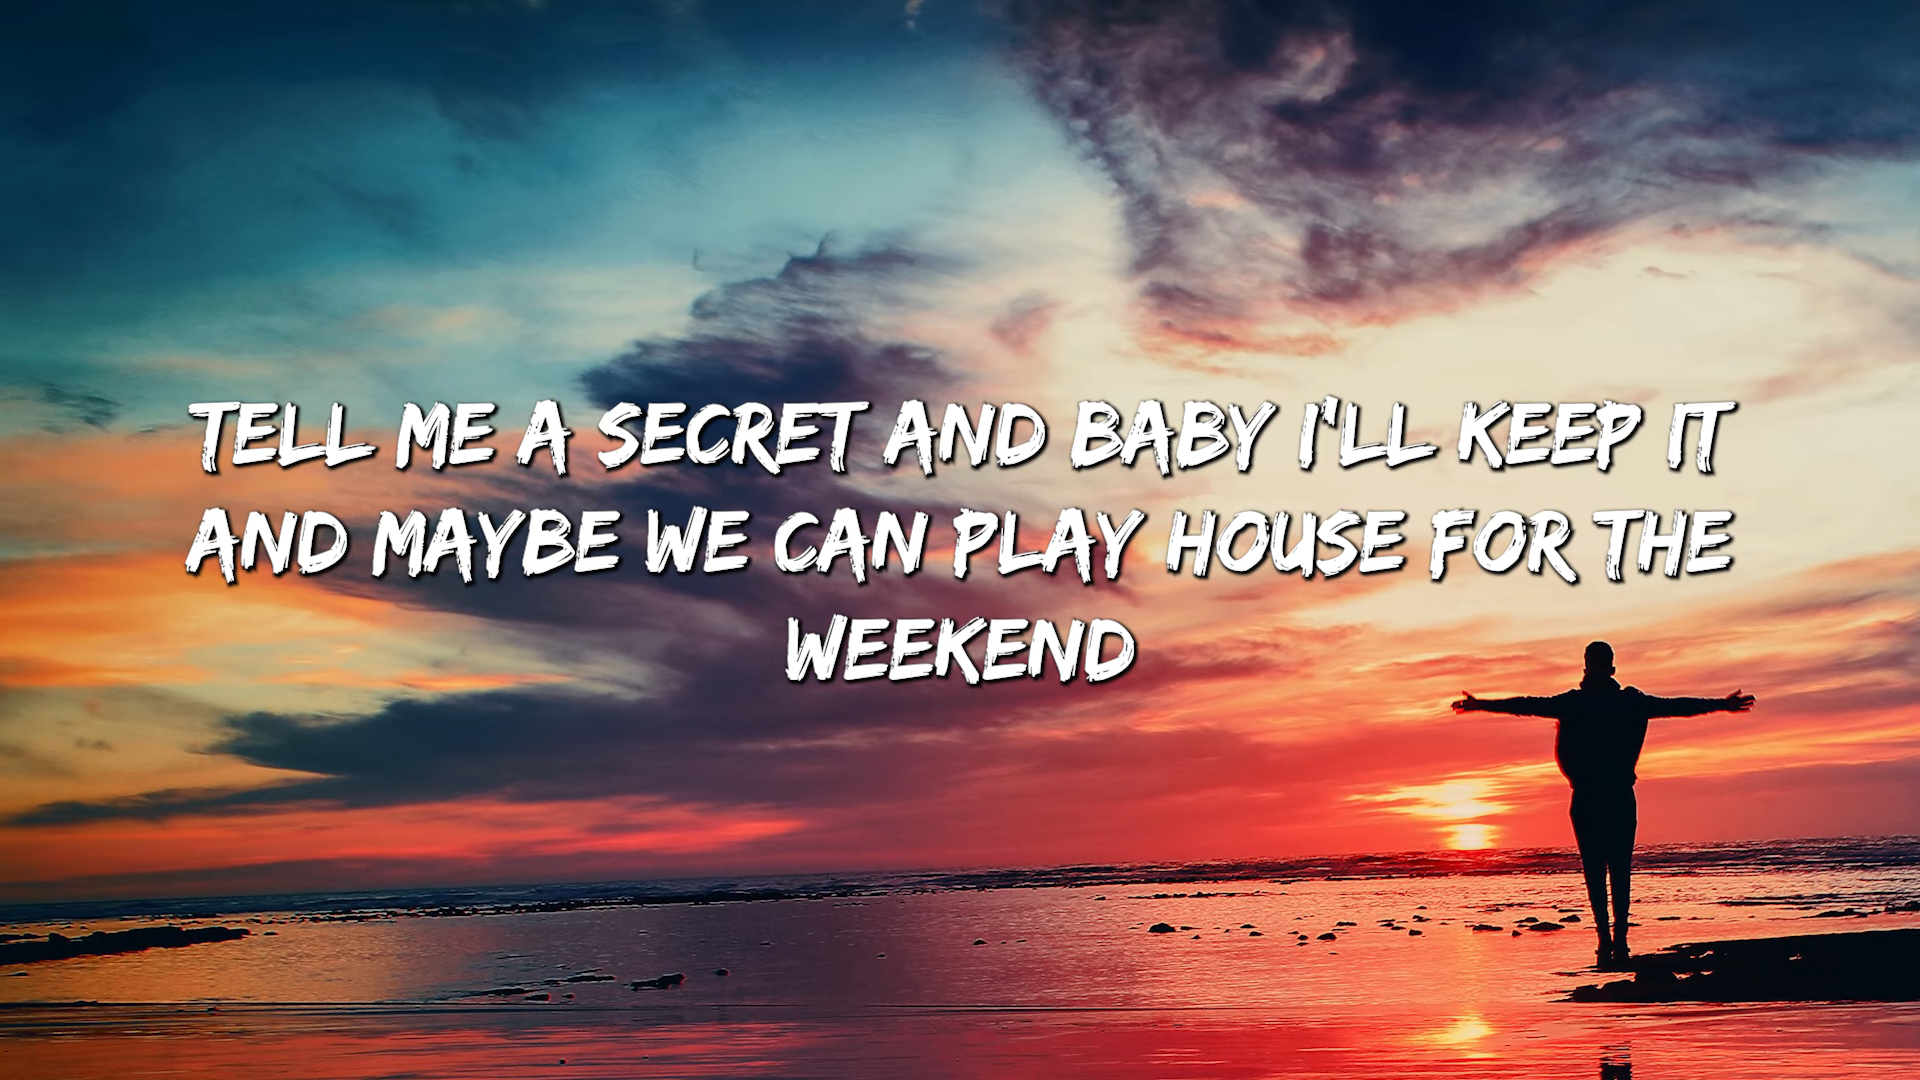 TELL ME A SECRET AND BABY I'LL KEEP IT
AND MAYBE WE CAN PLAY HOUSE FOR THE
WEEKEND